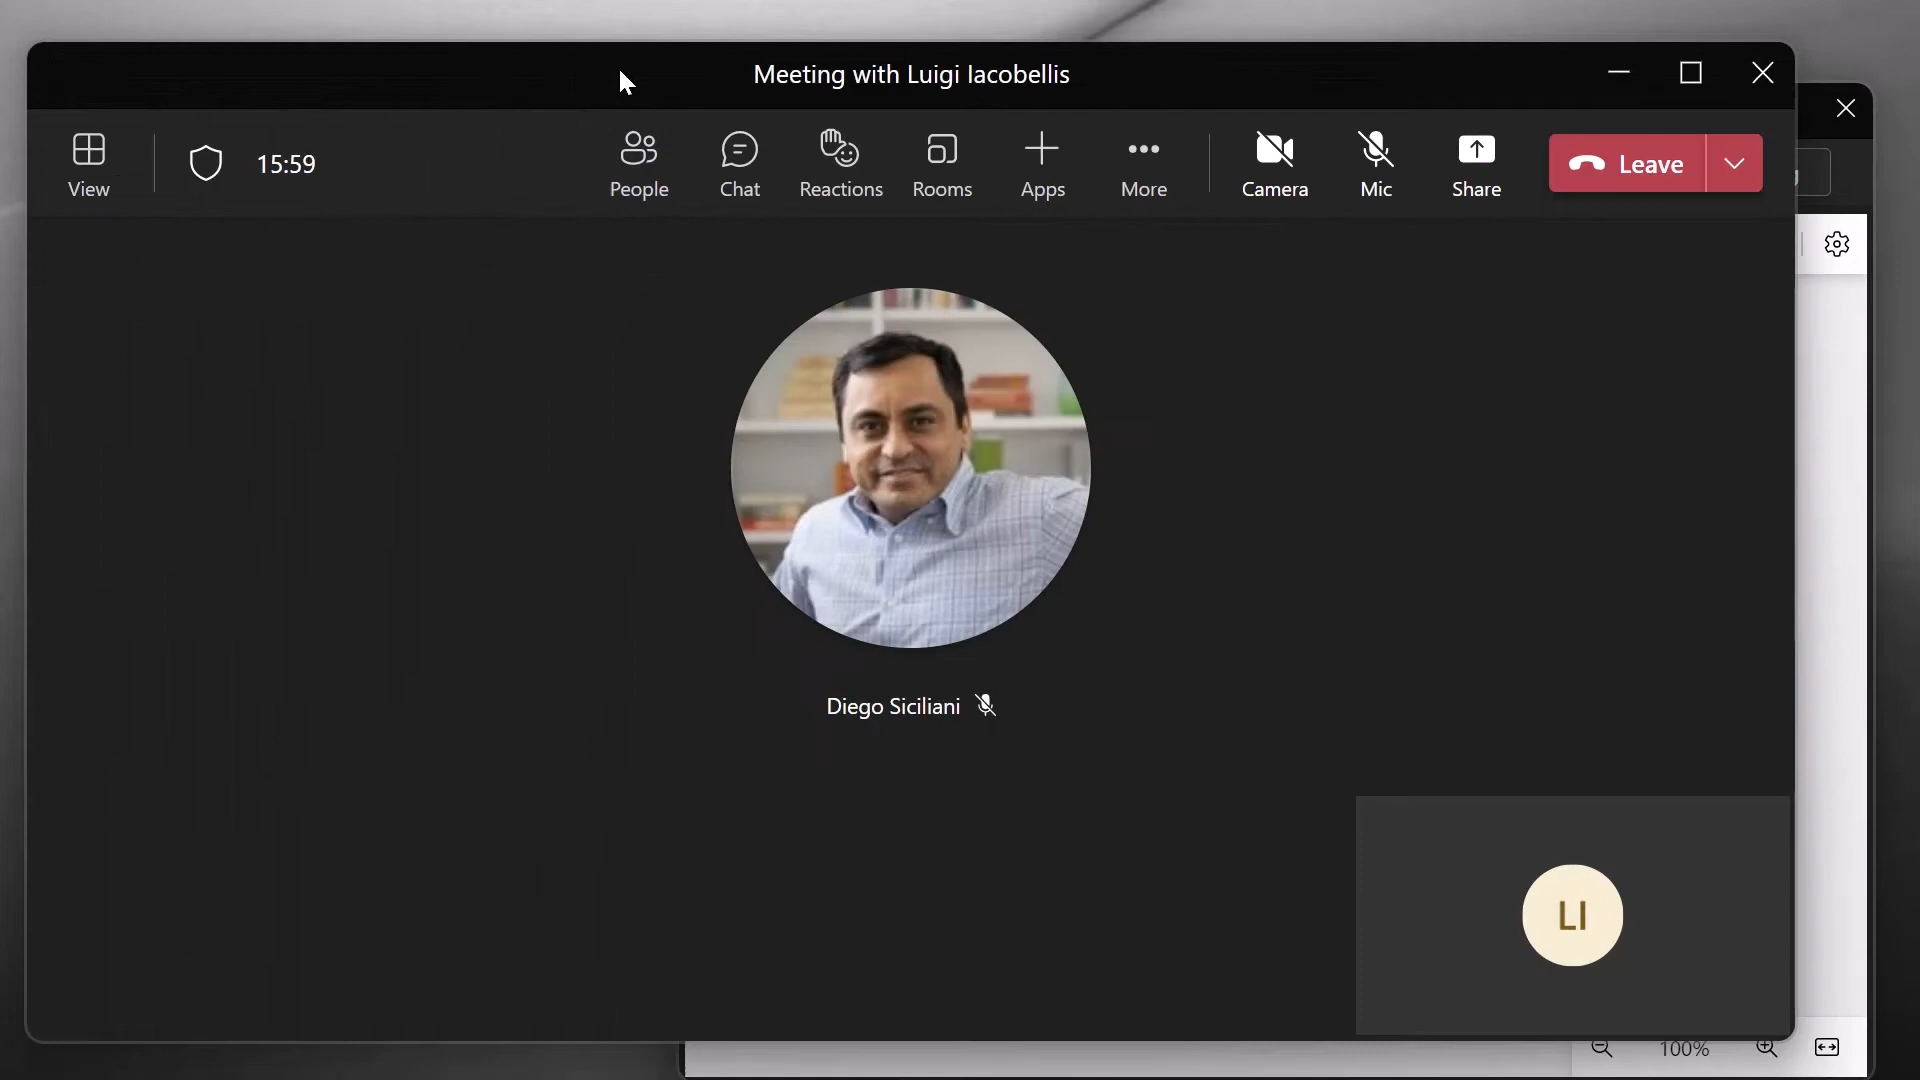 Meeting with Luigi Iacobellis
View
15:59
People
Chat
Reactions
Rooms
Apps
More
Camera
Mic
Share
Leave
Diego Siciliani
LI
100%